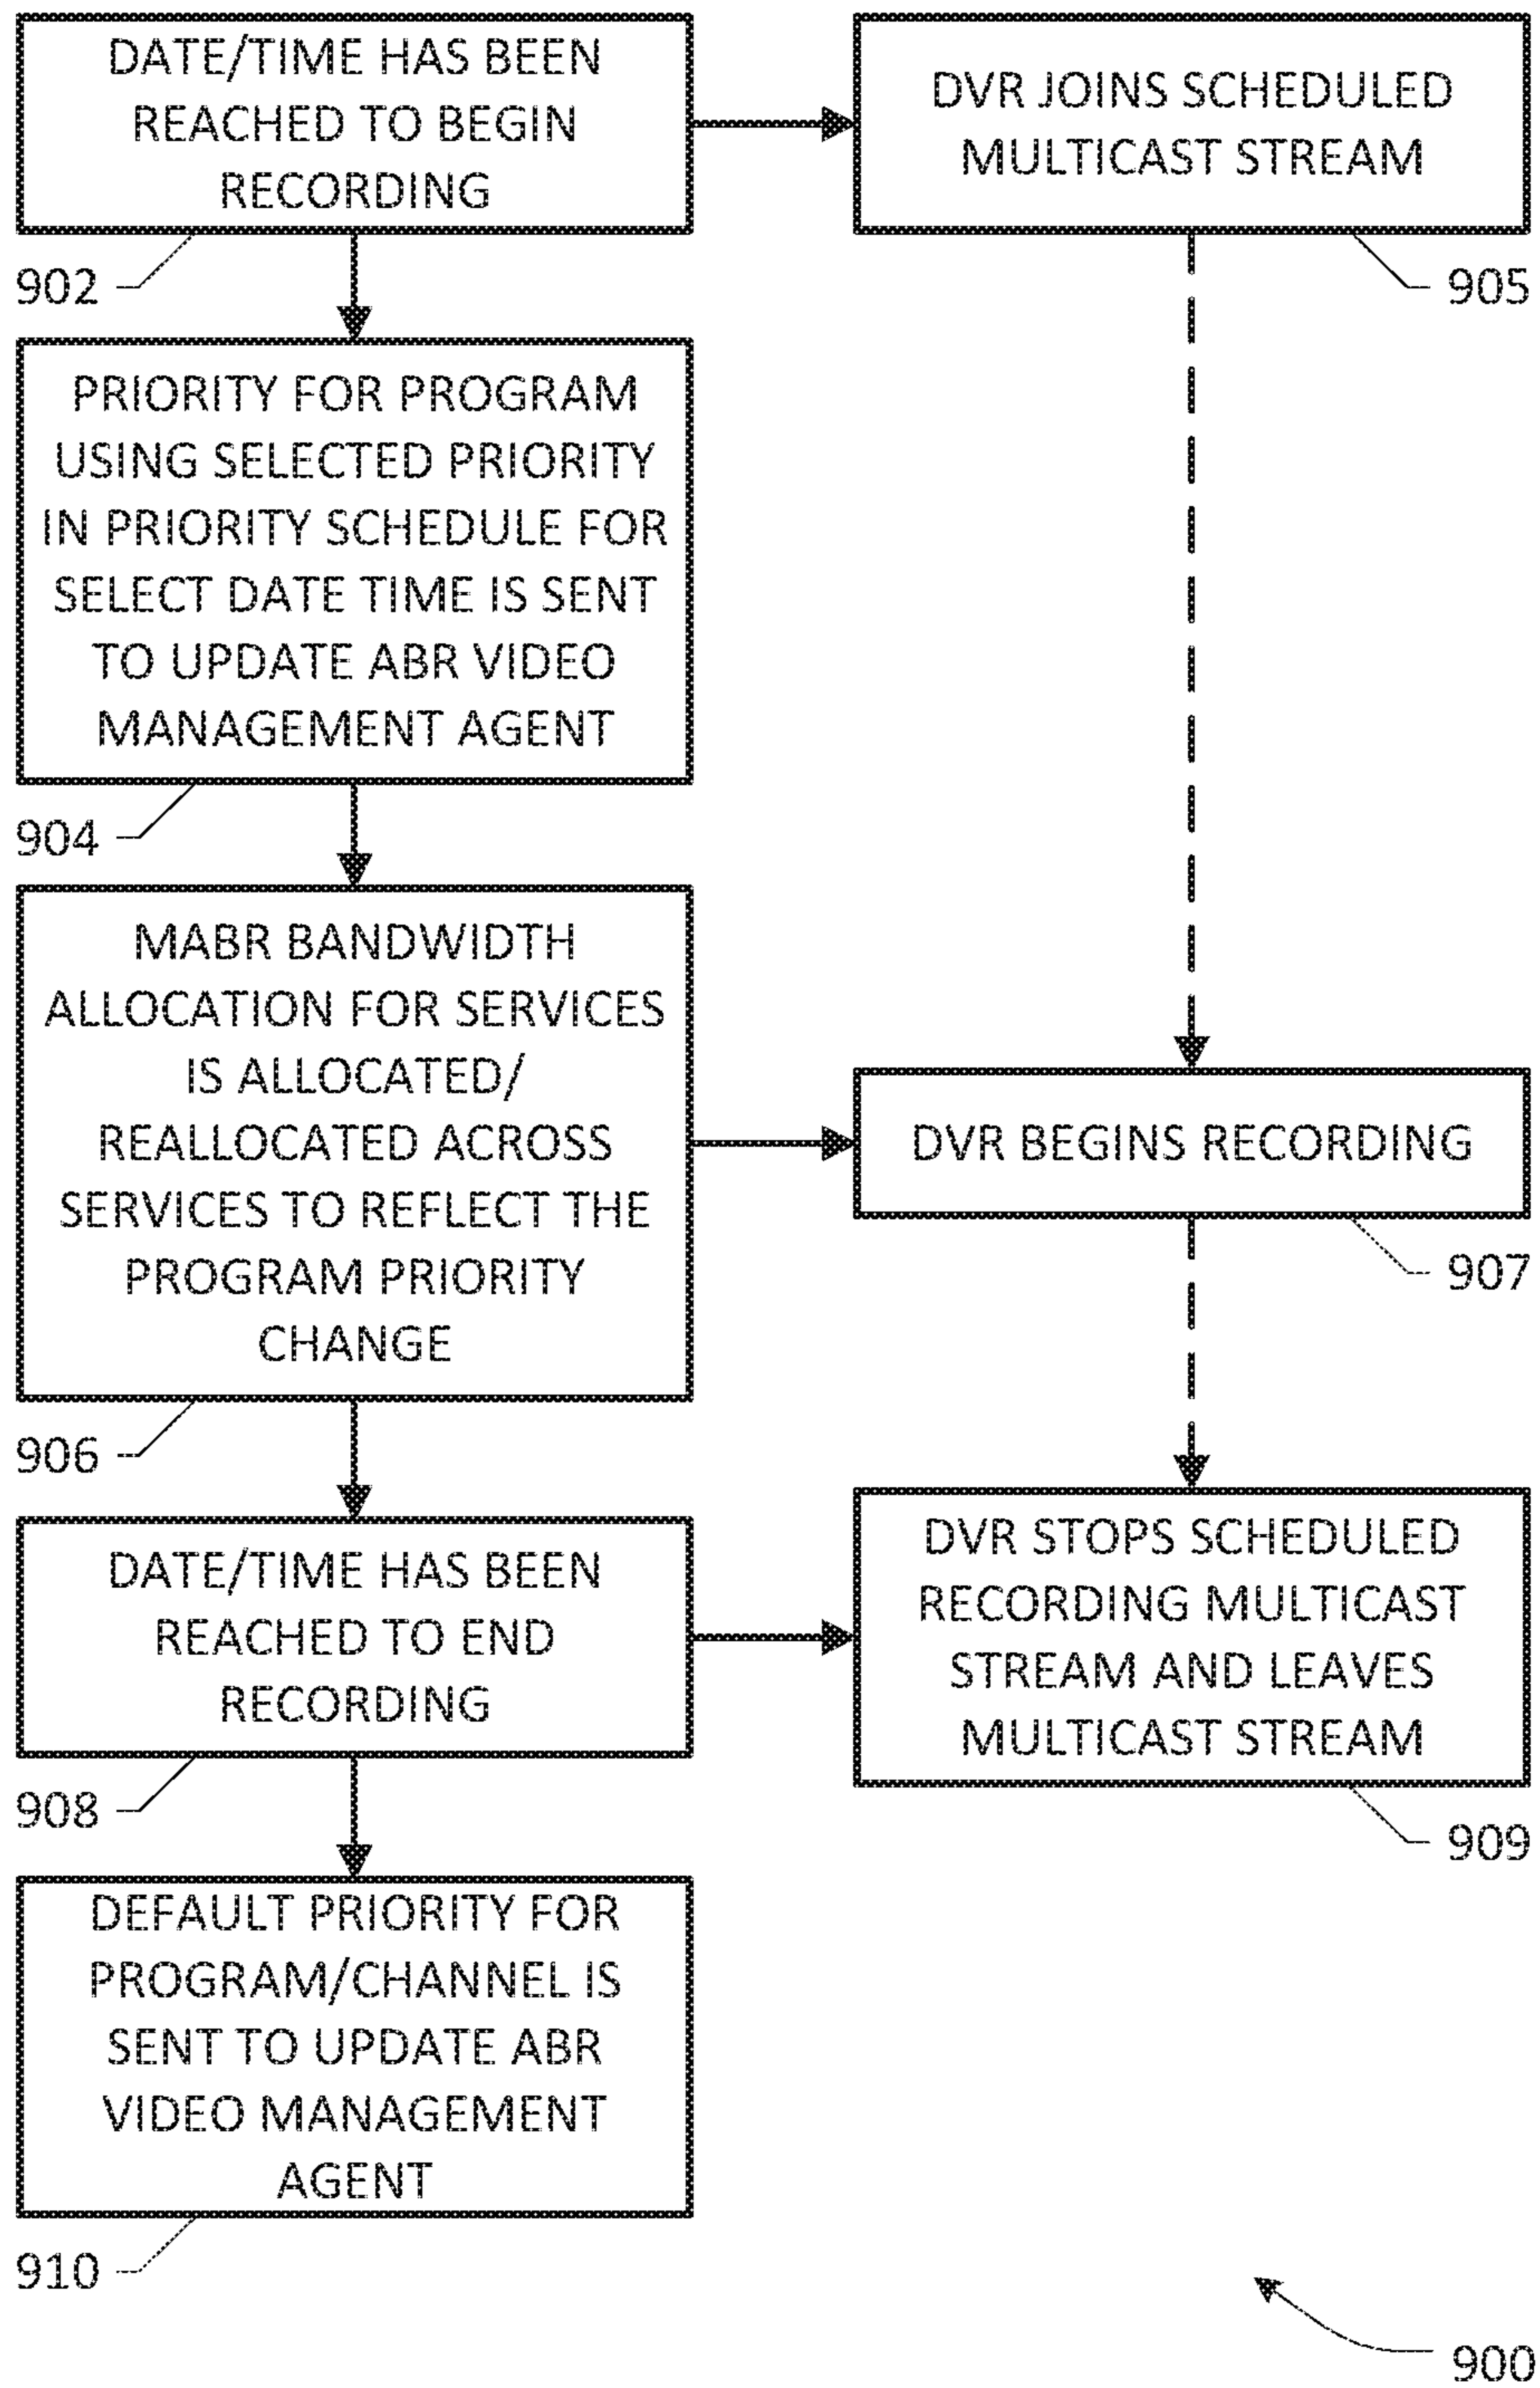 DATE/TIME HAS BEEN
REACHED TO BEGIN
RECORDING
902
DVR JOINS SCHEDULED
MULTICAST STREAM
905
PRIORITY FOR PROGRAM
USING SELECTED PRIORITY
IN PRIORITY SCHEDULE FOR
SELECT DATE TIME IS SENT
TO UPDATE ABR VIDEO
MANAGEMENT AGENT
904
MABR BANDWIDTH
ALLOCATION FOR SERVICES
IS ALLOCATED/
REALLOCATED ACROSS
SERVICES TO REFLECT THE
PROGRAM PRIORITY
CHANGE
906
DVR BEGINS RECORDING
907
DATE/TIME HAS BEEN
REACHED TO END
RECORDING
908
DVR STOPS SCHEDULED
RECORDING MULTICAST
STREAM AND LEAVES
MULTICAST STREAM
909
DEFAULT PRIORITY FOR
PROGRAM/CHANNEL IS
SENT TO UPDATE ABR
VIDEO MANAGEMENT
AGENT
910
900